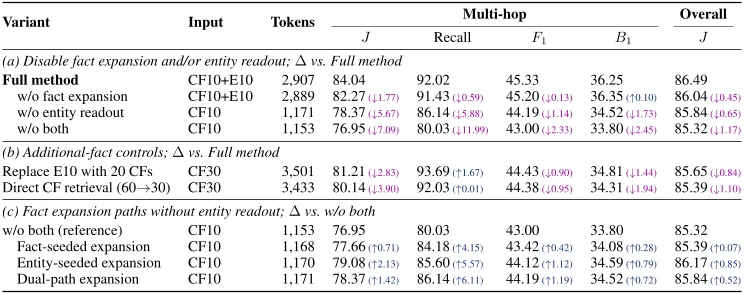 Variant Input Tokens Multi-hop Overall
J Recall F1 B1 J
(a) Disable fact expansion and/or entity readout; Δ vs. Full method
Full method CF10+E10 2,907 84.04 92.02 45.33 36.25 86.49
w/o fact expansion CF10+E10 2,889 82.27 (↓1.77) 91.43 (↓0.59) 45.20 (↓0.13) 36.35 (↑0.10) 86.04 (↓0.45)
w/o entity readout CF10 1,171 78.37 (↓5.67) 86.14 (↓5.88) 44.19 (↓1.14) 34.52 (↓1.73) 85.84 (↓0.65)
w/o both CF10 1,153 76.95 (↓7.09) 80.03 (↓11.99) 43.00 (↓2.33) 33.80 (↓2.45) 85.32 (↓1.17)
(b) Additional-fact controls; Δ vs. Full method
Replace E10 with 20 CFs CF30 3,501 81.21 (↓2.83) 93.69 (↑1.67) 44.43 (↓0.90) 34.81 (↓1.44) 85.65 (↓0.84)
Direct CF retrieval (60→30) CF30 3,433 80.14 (↓3.90) 92.03 (↑0.01) 44.38 (↓0.95) 34.31 (↓1.94) 85.39 (↓1.10)
(c) Fact expansion paths without entity readout; Δ vs. w/o both
w/o both (reference) CF10 1,153 76.95 80.03 43.00 33.80 85.32
Fact-seeded expansion CF10 1,168 77.66 (↑0.71) 84.18 (↑4.15) 43.42 (↑0.42) 34.08 (↑0.28) 85.39 (↑0.07)
Entity-seeded expansion CF10 1,170 79.08 (↑2.13) 85.60 (↑5.57) 44.12 (↑1.12) 34.59 (↑0.79) 86.17 (↑0.85)
Dual-path expansion CF10 1,171 78.37 (↑1.42) 86.14 (↑6.11) 44.19 (↑1.19) 34.52 (↑0.72) 85.84 (↑0.52)